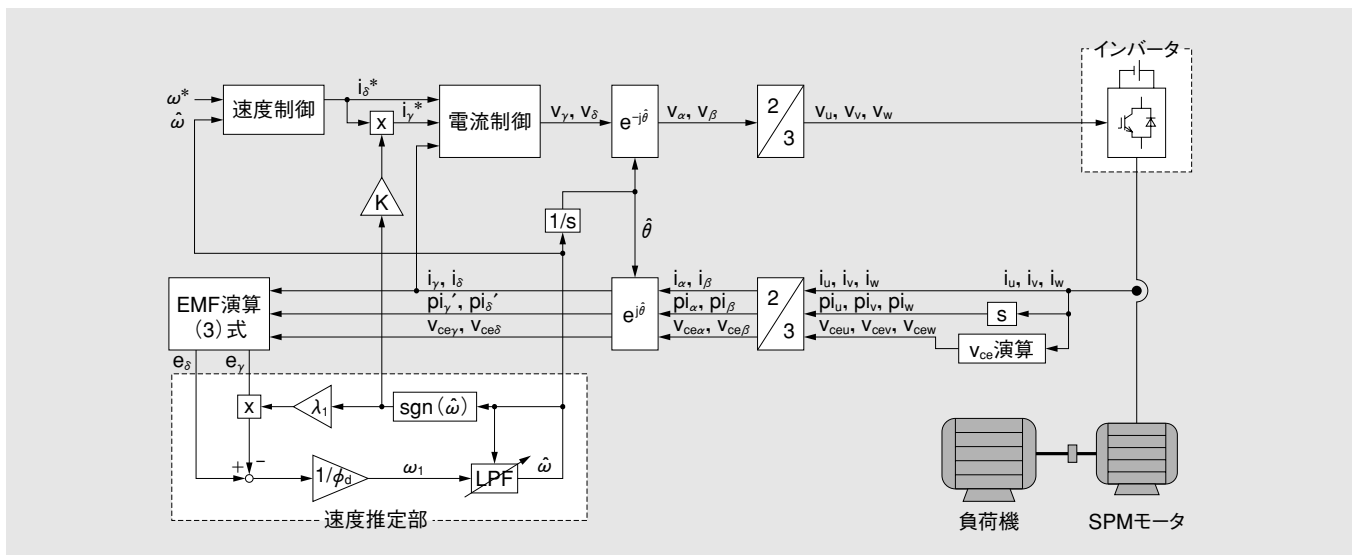 インバータ
ω*
ω̂
速度制御
iδ*
x
iγ*
電流制御
vγ, vδ
e-jθ̂
vα, vβ
2
3
vu, vv, vw
K
1/s
θ̂
EMF演算
(3)式
iγ, iδ
piγ′, piδ′
vceγ, vceδ
ejθ̂
iα, iβ
piα, piβ
vceα, vceβ
2
3
iu, iv, iw
piu, piv, piw
vceu, vcev, vcew
iu, iv, iw
s
vce演算
eδ
eγ
x
λ1
sgn(ω̂)
+
−
1/ϕd
ω1
LPF
ω̂
速度推定部
負荷機
SPMモータ